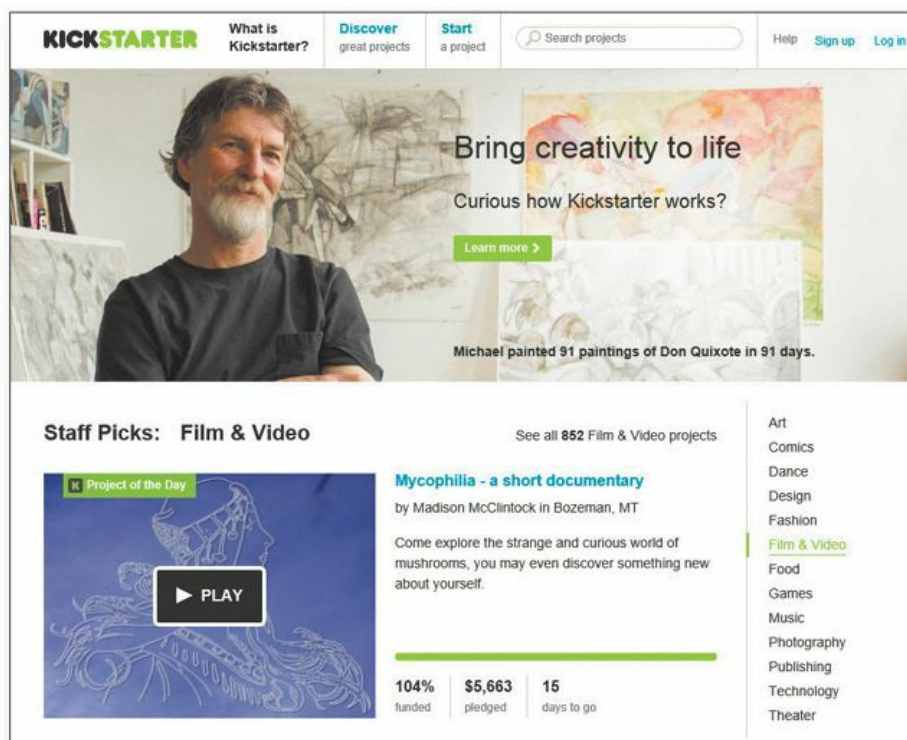 KICKSTARTER
What is
Kickstarter?
Discover
great projects
Start
a project
Search projects
Help
Sign up
Log in
Bring creativity to life
Curious how Kickstarter works?
Learn more
Michael painted 91 paintings of Don Quixote in 91 days.
Staff Picks: Film & Video
See all 852 Film & Video projects
K Project of the Day
PLAY
Mycophilia - a short documentary
by Madison McClintock in Bozeman, MT
Come explore the strange and curious world of
mushrooms, you may even discover something new
about yourself.
104%
funded
$5,663
pledged
15
days to go
Art
Comics
Dance
Design
Fashion
Film & Video
Food
Games
Music
Photography
Publishing
Technology
Theater